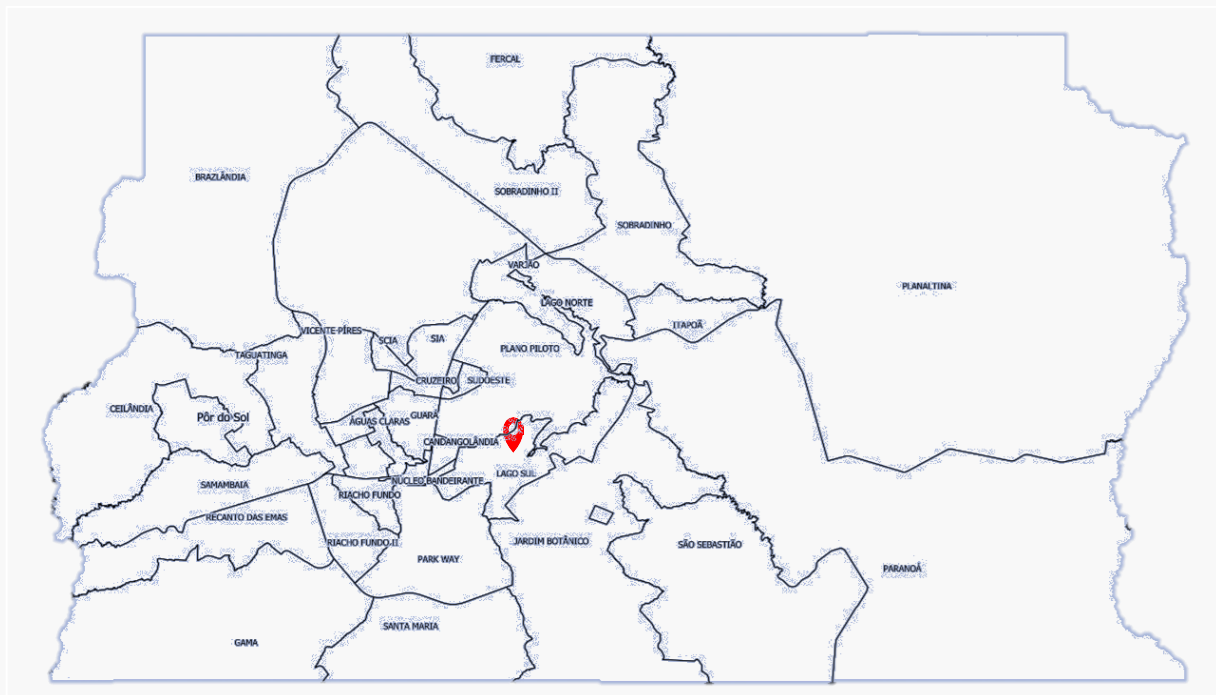 FERCAL
BRAZLÂNDIA
SOBRADINHO II
SOBRADINHO
VARJÃO
PLANALTINA
LAGO NORTE
ITAPOÃ
VICENTE PIRES
SCIA
SIA
PLANO PILOTO
TAGUATINGA
CRUZEIRO
SUDOESTE
CEILÂNDIA
Pôr do Sol
ÁGUAS CLARAS
GUARÁ
CANDANGOLÂNDIA
LAGO SUL
NÚCLEO BANDEIRANTE
SAMAMBAIA
RIACHO FUNDO
RECANTO DAS EMAS
RIACHO FUNDO II
JARDIM BOTÂNICO
SÃO SEBASTIÃO
PARK WAY
PARANOÁ
SANTA MARIA
GAMA